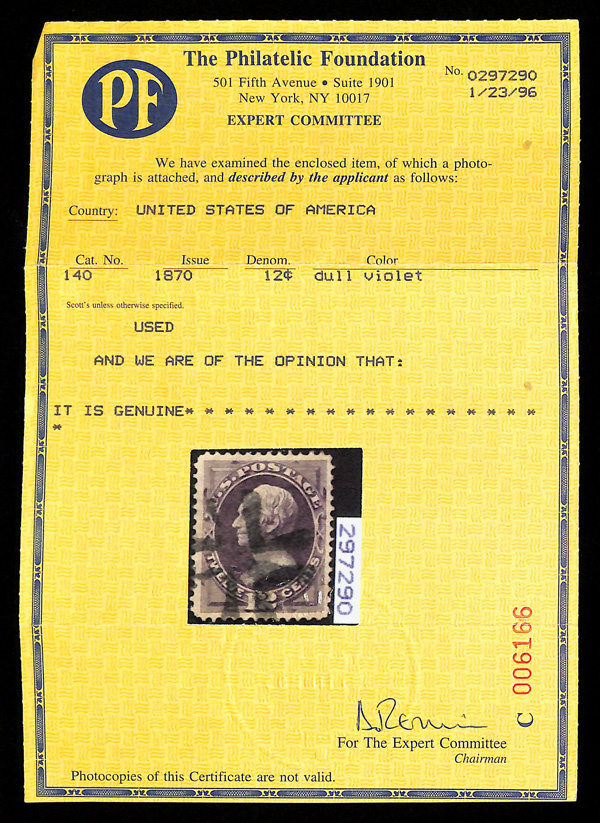 PF
The Philatelic Foundation
501 Fifth Avenue • Suite 1901
New York, NY 10017
EXPERT COMMITTEE
No. 0297290
1/23/96
We have examined the enclosed item, of which a photo-
graph is attached, and described by the applicant as follows:
Country: UNITED STATES OF AMERICA
Cat. No. Issue Denom. Color
140 1870 12¢ dull violet
Scott's unless otherwise specified.
USED
AND WE ARE OF THE OPINION THAT:
IT IS GENUINE* * * * * * * * * * * * * * * * * *
*
U.S. POSTAGE
TWELVE 12 CENTS
297290
C 006166
For The Expert Committee
Chairman
Photocopies of this Certificate are not valid.